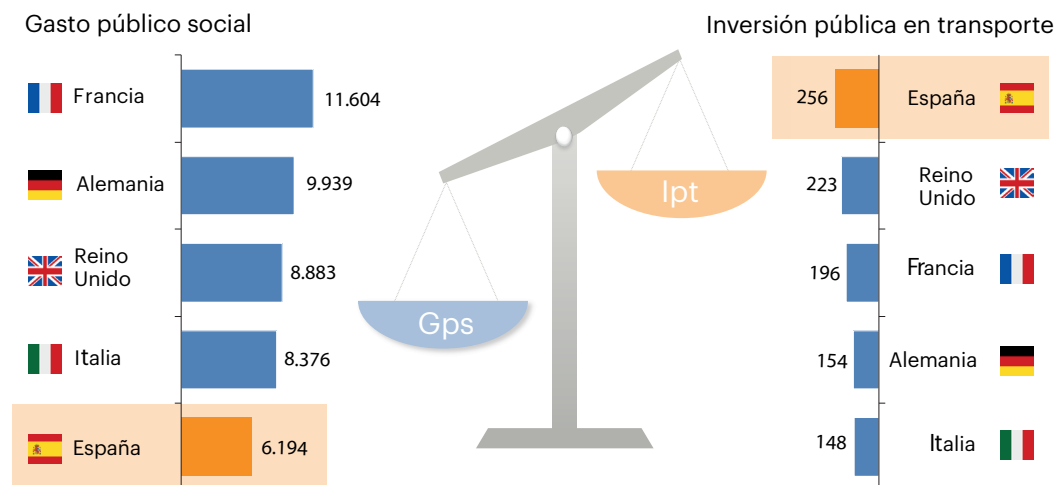 Gasto público social
Francia
11.604
Alemania
9.939
Reino
Unido
8.883
Italia
8.376
España
6.194
Gps
Ipt
Inversión pública en transporte
256
España
223
Reino
Unido
196
Francia
154
Alemania
148
Italia